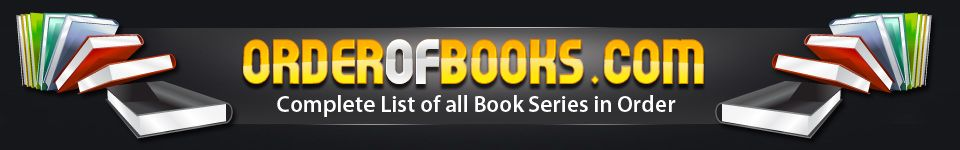 ORDEROFBOOKS.COM
Complete List of all Book Series in Order